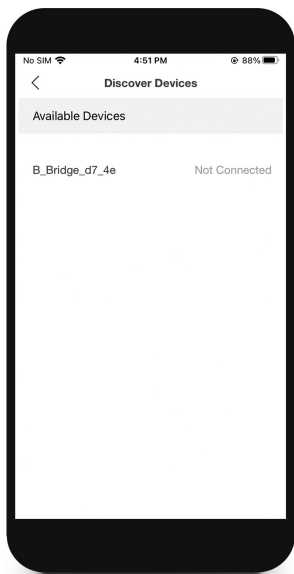 No SIM 4:51 PM 88%
Discover Devices
Available Devices
B_Bridge_d7_4e Not Connected